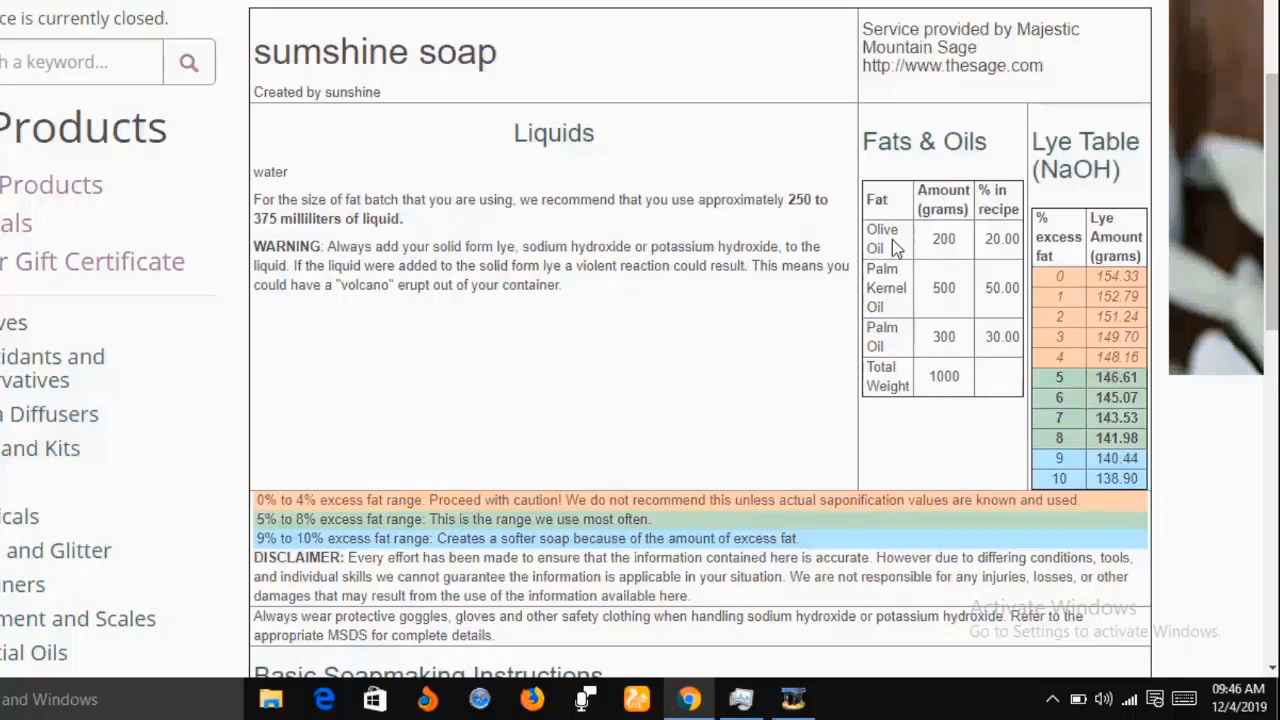 ce is currently closed.
h a keyword...
Products
Products
als
r Gift Certificate
ves
idants and
rvatives
n Diffusers
and Kits
icals
and Glitter
ners
ment and Scales
tial Oils
sumshine soap
Created by sunshine
Service provided by Majestic
Mountain Sage
http://www.thesage.com
Liquids
water
For the size of fat batch that you are using, we recommend that you use approximately 250 to
375 milliliters of liquid.
WARNING: Always add your solid form lye, sodium hydroxide or potassium hydroxide, to the
liquid. If the liquid were added to the solid form lye a violent reaction could result. This means you
could have a "volcano" erupt out of your container.
Fats & Oils
Fat Amount (grams) % in recipe
Olive Oil 200 20.00
Palm Kernel Oil 500 50.00
Palm Oil 300 30.00
Total Weight 1000
Lye Table
(NaOH)
% excess fat Lye Amount (grams)
0 154.33
1 152.79
2 151.24
3 149.70
4 148.16
5 146.61
6 145.07
7 143.53
8 141.98
9 140.44
10 138.90
0% to 4% excess fat range: Proceed with caution! We do not recommend this unless actual saponification values are known and used.
5% to 8% excess fat range: This is the range we use most often.
9% to 10% excess fat range: Creates a softer soap because of the amount of excess fat.
DISCLAIMER: Every effort has been made to ensure that the information contained here is accurate. However due to differing conditions, tools,
and individual skills we cannot guarantee the information is applicable in your situation. We are not responsible for any injuries, losses, or other
damages that may result from the use of the information available here.
Always wear protective goggles, gloves and other safety clothing when handling sodium hydroxide or potassium hydroxide. Refer to the
appropriate MSDS for complete details.
Basic Soapmaking Instructions
Activate Windows
Go to Settings to activate Windows.
and Windows
09:46 AM
12/4/2019